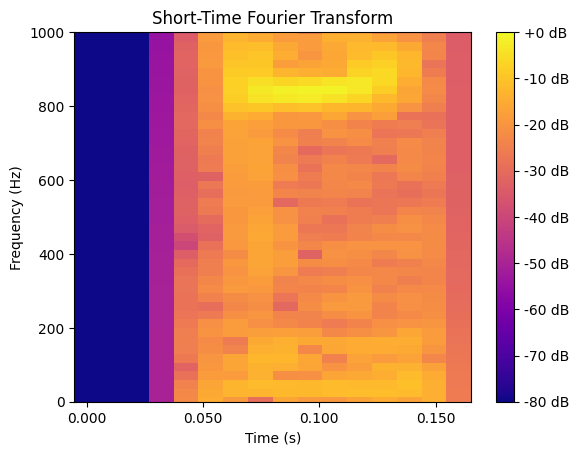 Short-Time Fourier Transform
Frequency (Hz)
1000
800
600
400
200
0
0.000
0.050
0.100
0.150
Time (s)
+0 dB
-10 dB
-20 dB
-30 dB
-40 dB
-50 dB
-60 dB
-70 dB
-80 dB